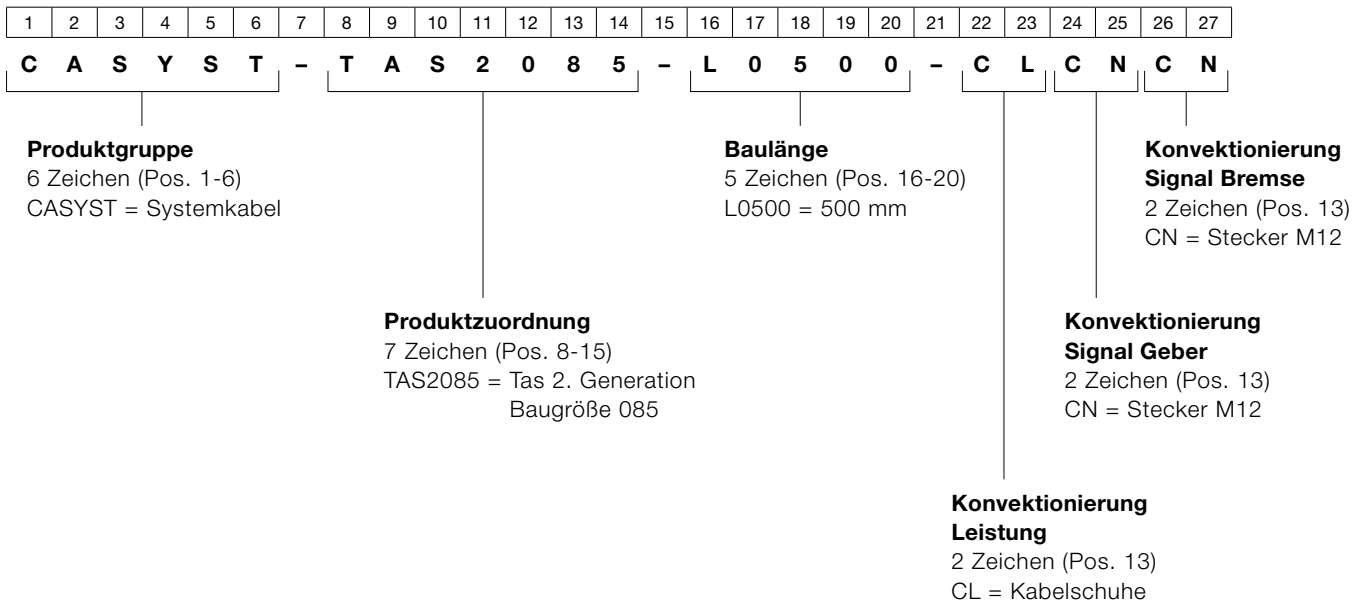 1 2 3 4 5 6 7 8 9 10 11 12 13 14 15 16 17 18 19 20 21 22 23 24 25 26 27
C A S Y S T – T A S 2 0 8 5 – L 0 5 0 0 – C L C N C N
Produktgruppe
6 Zeichen (Pos. 1-6)
CASYST = Systemkabel
Baulänge
5 Zeichen (Pos. 16-20)
L0500 = 500 mm
Konvektionierung
Signal Bremse
2 Zeichen (Pos. 13)
CN = Stecker M12
Produktzuordnung
7 Zeichen (Pos. 8-15)
TAS2085 = Tas 2. Generation
Baugröße 085
Konvektionierung
Signal Geber
2 Zeichen (Pos. 13)
CN = Stecker M12
Konvektionierung
Leistung
2 Zeichen (Pos. 13)
CL = Kabelschuhe